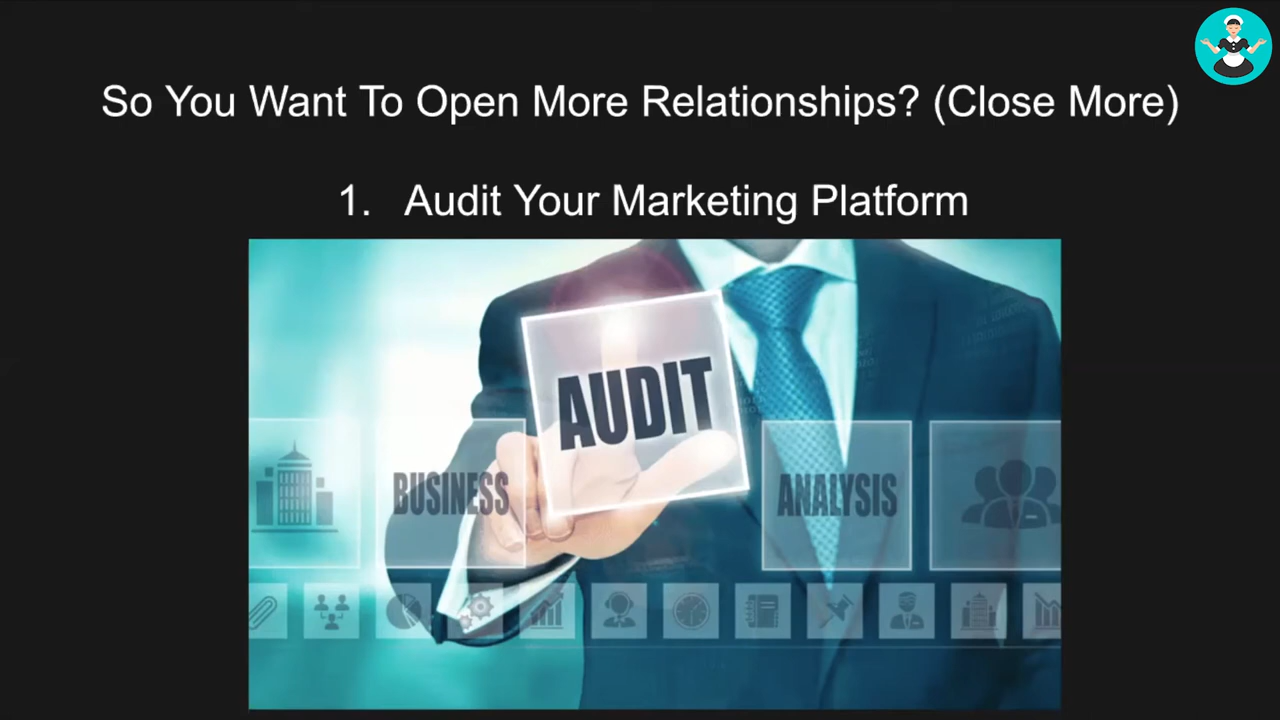 So You Want To Open More Relationships? (Close More)
1. Audit Your Marketing Platform
AUDIT
BUSINESS
ANALYSIS